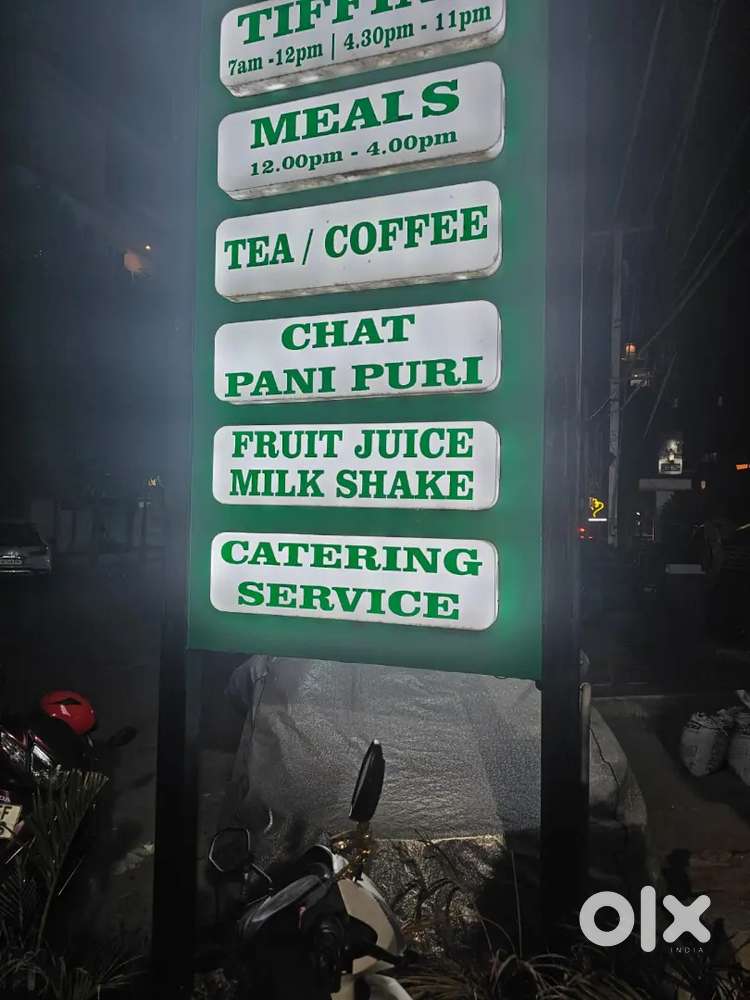 TIFFIN
7am -12pm | 4.30pm - 11pm
MEALS
12.00pm - 4.00pm
TEA / COFFEE
CHAT
PANI PURI
FRUIT JUICE
MILK SHAKE
CATERING
SERVICE
olx
INDIA